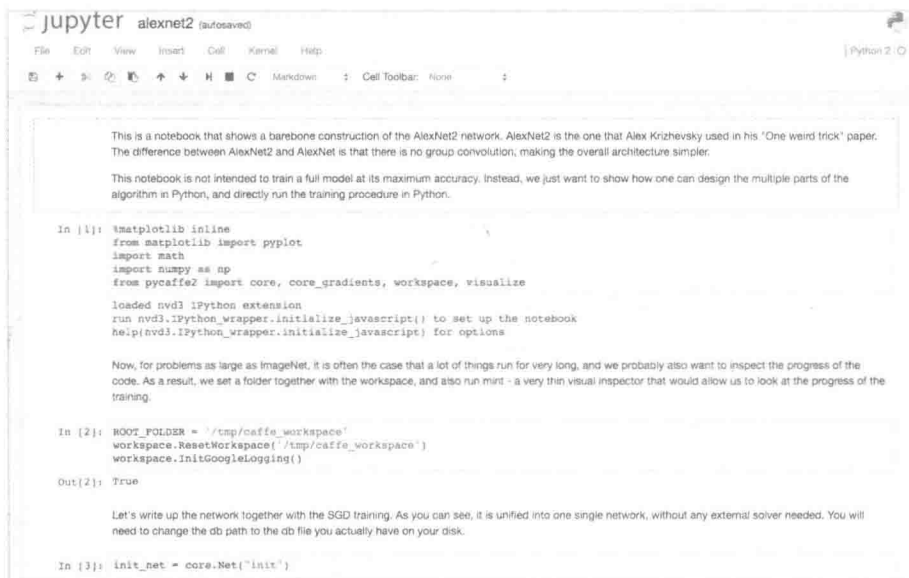 jupyter alexnet2 (autosaved)
File Edit View Insert Cell Kernel Help Python 2
Markdown Cell Toolbar: None
This is a notebook that shows a barebone construction of the AlexNet2 network. AlexNet2 is the one that Alex Krizhevsky used in his "One weird trick" paper.
The difference between AlexNet2 and AlexNet is that there is no group convolution, making the overall architecture simpler.
This notebook is not intended to train a full model at its maximum accuracy. Instead, we just want to show how one can design the multiple parts of the
algorithm in Python, and directly run the training procedure in Python.
In [1]: %matplotlib inline
from matplotlib import pyplot
import math
import numpy as np
from pycaffe2 import core, core_gradients, workspace, visualize
loaded nvd3 IPython extension
run nvd3.IPython_wrapper.initialize_javascript() to set up the notebook
help(nvd3.IPython_wrapper.initialize_javascript) for options
Now, for problems as large as ImageNet, it is often the case that a lot of things run for very long, and we probably also want to inspect the progress of the
code. As a result, we set a folder together with the workspace, and also run mint - a very thin visual inspector that would allow us to look at the progress of the
training.
In [2]: ROOT_FOLDER = '/tmp/caffe_workspace'
workspace.ResetWorkspace('/tmp/caffe_workspace')
workspace.InitGoogleLogging()
Out[2]: True
Let's write up the network together with the SGD training. As you can see, it is unified into one single network, without any external solver needed. You will
need to change the db path to the db file you actually have on your disk.
In [3]: init_net = core.Net("init")